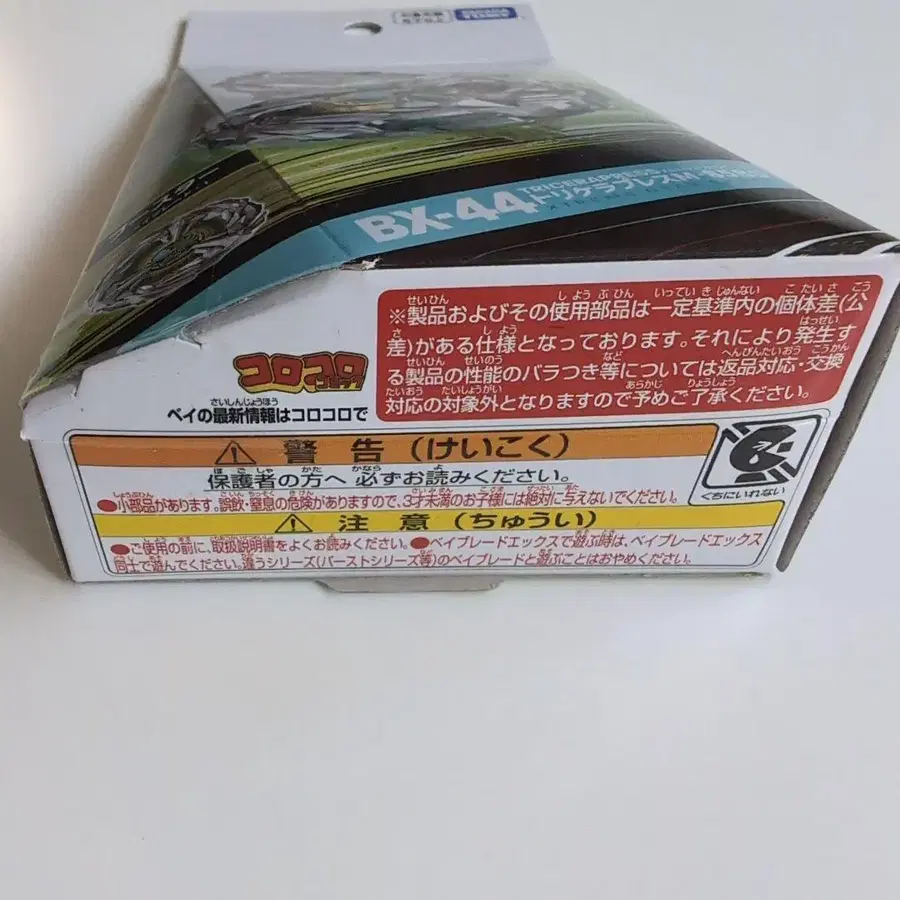 BX-44
TRICERAPRESS
トリケラプレス
コロコロ
コミック
ベイの最新情報はコロコロで
※製品およびその使用部品は一定基準内の個体差(公
差)がある仕様となっております。それにより発生す
る製品の性能のバラつき等については返品対応・交換
対応の対象外となりますので予めご了承ください。
警告(けいこく)
保護者の方へ 必ずお読みください。
●小部品があります。誤飲・窒息の危険がありますので、3才未満のお子様には絶対に与えないでください。
くちにいれない
注意(ちゅうい)
●ご使用の前に、取扱説明書をよくお読みください。●ベイブレードエックスで遊ぶ時は、ベイブレードエックス
同士で遊んでください。違うシリーズ(バーストシリーズ等)のベイブレードと遊ぶことはおやめください。